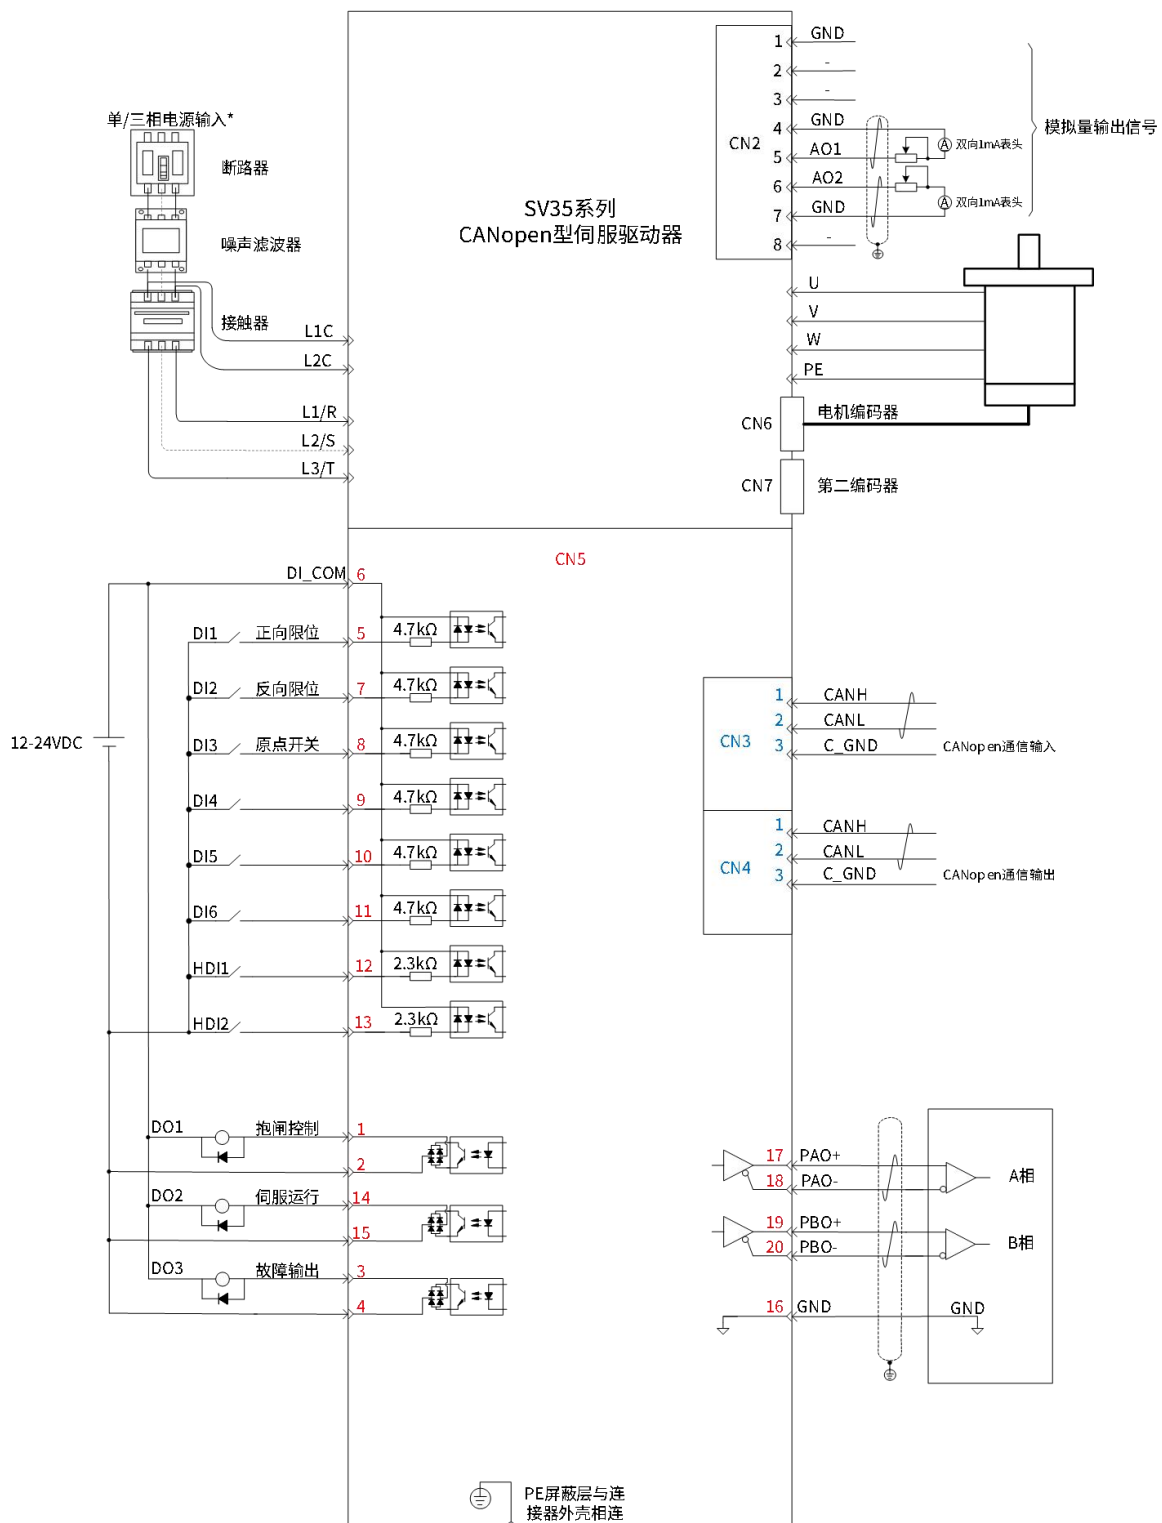 单/三相电源输入*
断路器
噪声滤波器
接触器
L1C
L2C
L1/R
L2/S
L3/T
SV35系列
CANopen型伺服驱动器
CN2
1 GND
2 -
3 -
4 GND
5 AO1
6 AO2
7 GND
8 -
A 双向1mA表头
A 双向1mA表头
模拟量输出信号
U
V
W
PE
CN6 电机编码器
CN7 第二编码器
CN5
12-24VDC
DI_COM 6
DI1 正向限位 5 4.7kΩ
DI2 反向限位 7 4.7kΩ
DI3 原点开关 8 4.7kΩ
DI4 9 4.7kΩ
DI5 10 4.7kΩ
DI6 11 4.7kΩ
HDI1 12 2.3kΩ
HDI2 13 2.3kΩ
DO1 抱闸控制 1
2
DO2 伺服运行 14
15
DO3 故障输出 3
4
CN3
1 CANH
2 CANL
3 C_GND
CANopen通信输入
CN4
1 CANH
2 CANL
3 C_GND
CANopen通信输出
17 PAO+
18 PAO-
A相
19 PBO+
20 PBO-
B相
16 GND
GND
PE屏蔽层与连
接器外壳相连